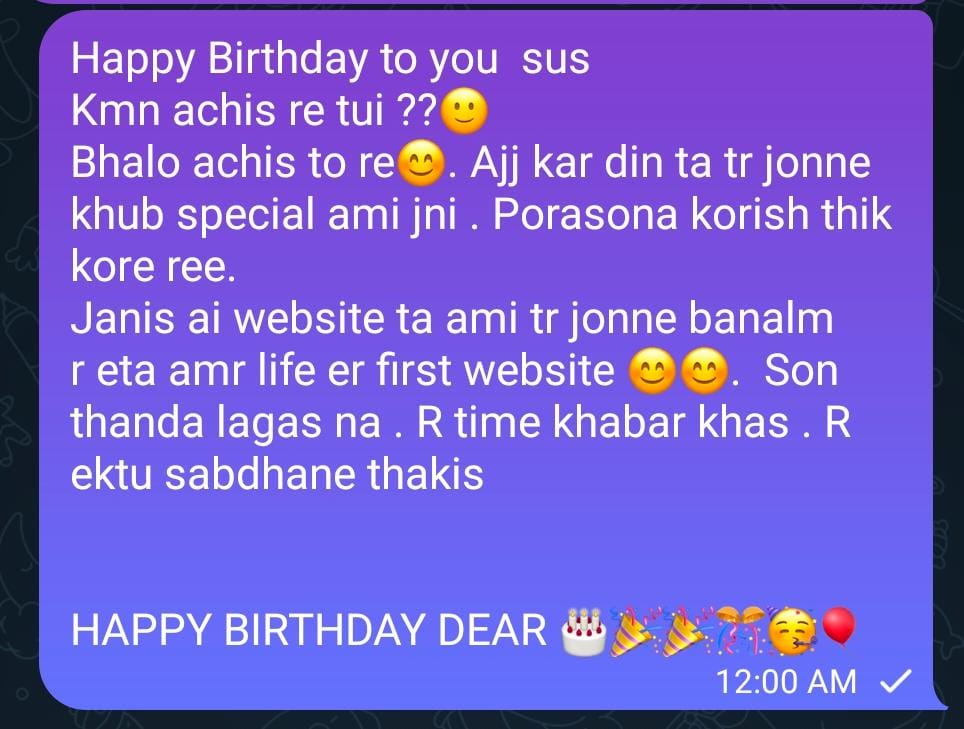 Happy Birthday to you  sus
Kmn achis re tui ??🙂
Bhalo achis to re😊. Ajj kar din ta tr jonne
khub special ami jni . Porasona korish thik
kore ree.
Janis ai website ta ami tr jonne banalm
r eta amr life er first website 😊😊.  Son
thanda lagas na . R time khabar khas . R
ektu sabdhane thakis
HAPPY BIRTHDAY DEAR 🎂🎉🎉🎊🥳🎈
12:00 AM ✓